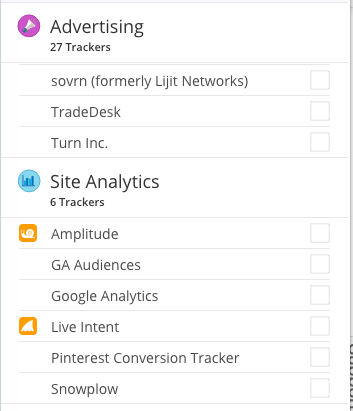 Advertising
27 Trackers
sovrn (formerly Lijit Networks)
TradeDesk
Turn Inc.
Site Analytics
6 Trackers
Amplitude
GA Audiences
Google Analytics
Live Intent
Pinterest Conversion Tracker
Snowplow